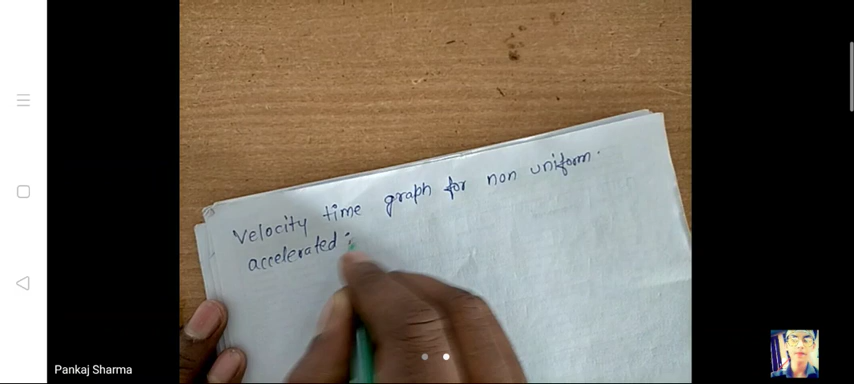 Velocity time graph for non uniform.
accelerated :
Pankaj Sharma